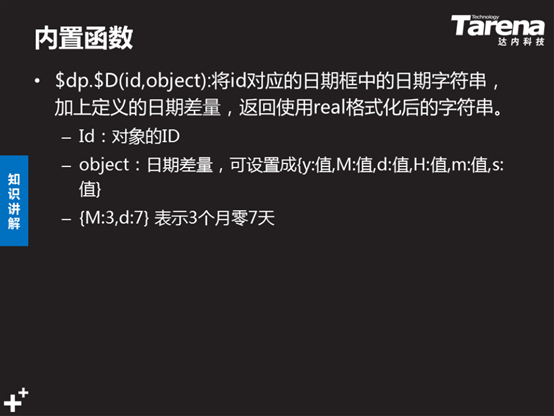 内置函数
Technology
Tarena
达内科技
• $dp.$D(id,object):将id对应的日期框中的日期字符串，
加上定义的日期差量，返回使用real格式化后的字符串。
– Id：对象的ID
– object：日期差量，可设置成{y:值,M:值,d:值,H:值,m:值,s:
值}
– {M:3,d:7} 表示3个月零7天
知识讲解